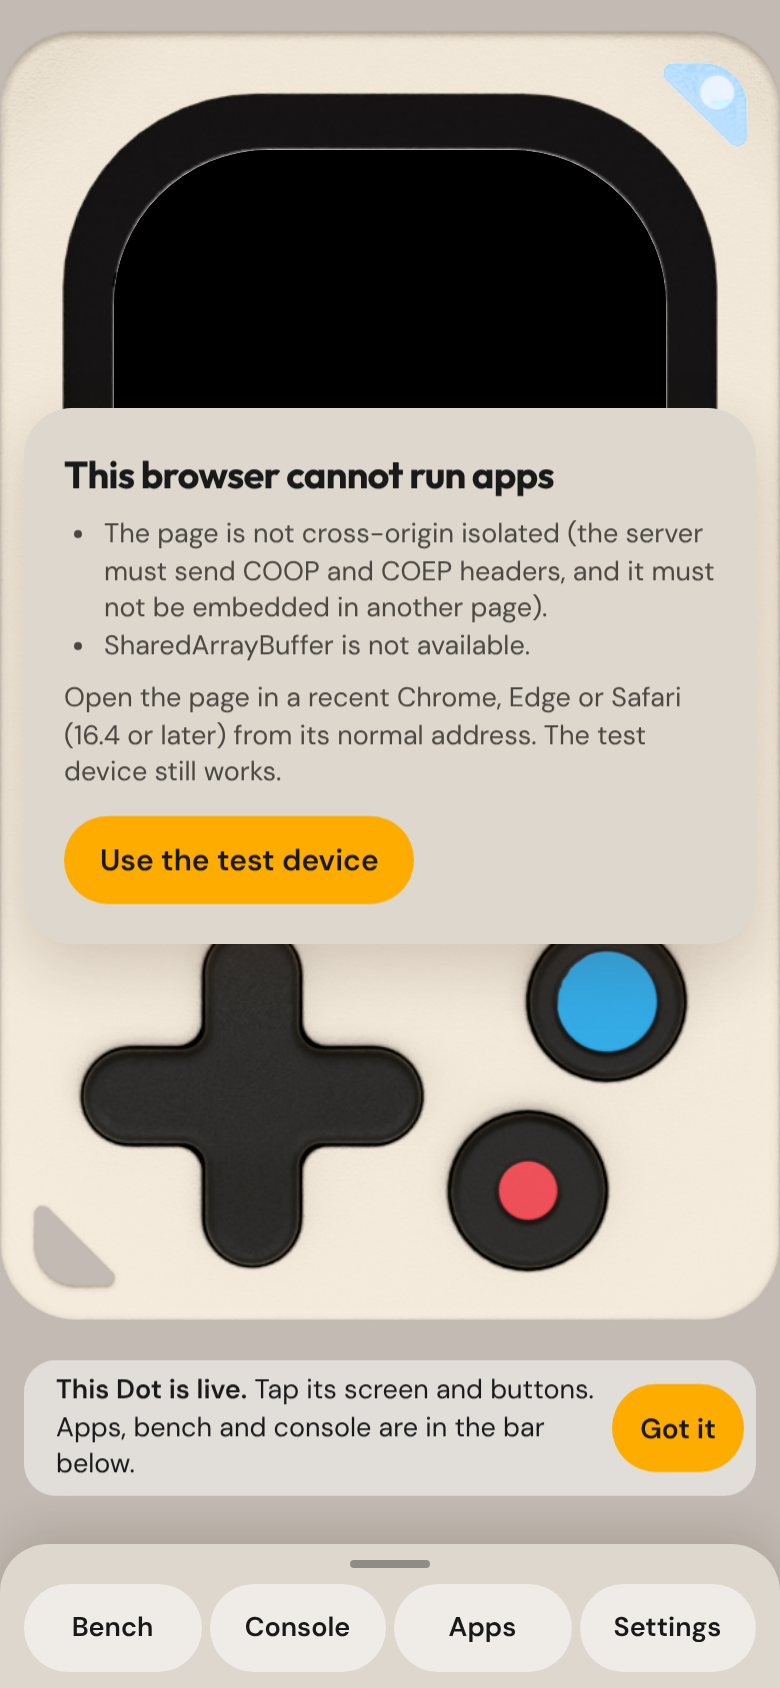 This browser cannot run apps
• The page is not cross-origin isolated (the server
must send COOP and COEP headers, and it must
not be embedded in another page).
• SharedArrayBuffer is not available.
Open the page in a recent Chrome, Edge or Safari
(16.4 or later) from its normal address. The test
device still works.
Use the test device
This Dot is live. Tap its screen and buttons.
Apps, bench and console are in the bar
below.
Got it
Bench
Console
Apps
Settings